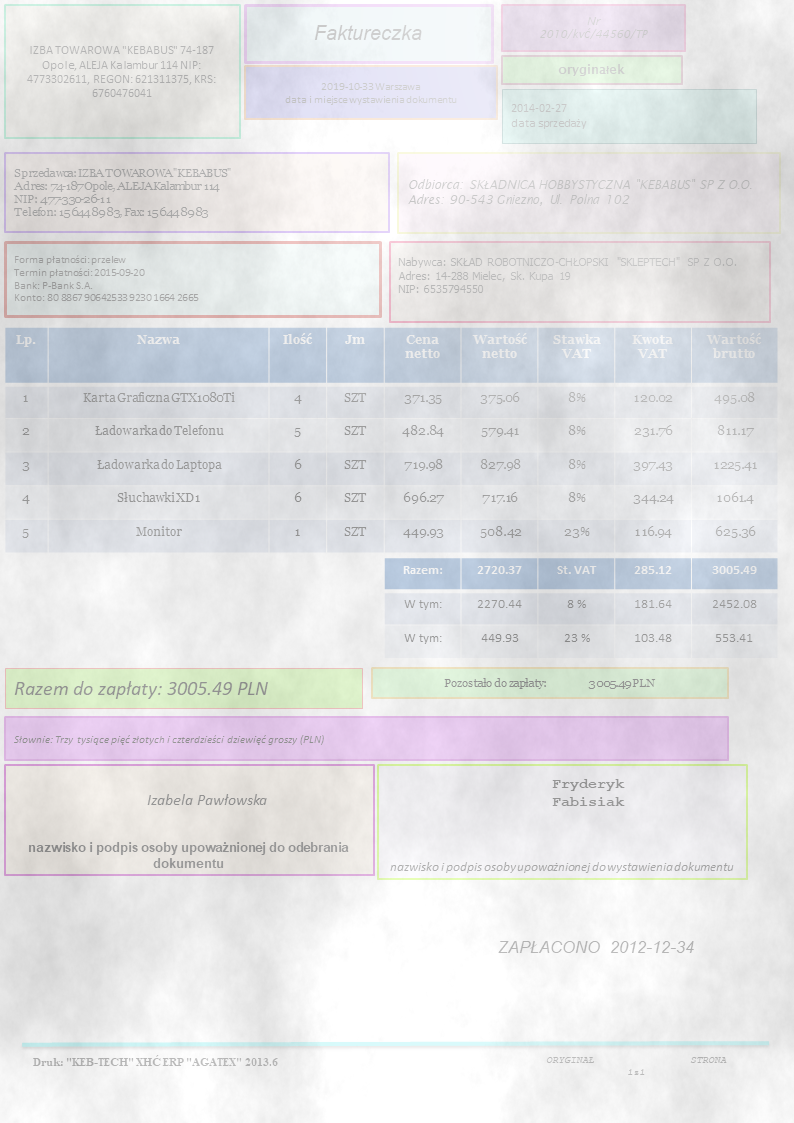 IZBA TOWAROWA "KEBABUS" 74-187
Opole, ALEJA Kalambur 114 NIP:
4773302611, REGON: 621311375, KRS:
6760476041
Faktureczka
2019-10-33 Warszawa
data i miejsce wystawienia dokumentu
Nr
oryginałek
2014-02-27
data sprzedaży
Sprzedawca: IZBA TOWAROWA "KEBABUS"
Adres: 74-187 Opole, ALEJA Kalambur 114
NIP: 477-330-26-11
Telefon: 156448983, Fax: 156448983
Odbiorca: SKŁADNICA HOBBYSTYCZNA "KEBABUS" SP Z O.O.
Adres: 90-543 Gniezno, Ul. Polna 102
Forma płatności: przelew
Termin płatności: 2015-09-20
Bank: P-Bank S.A.
Konto: 80 8867 9064 2533 9230 1664 2665
Nabywca: SKŁAD ROBOTNICZO-CHŁOPSKI "SKLEPTECH" SP Z O.O.
Adres: 14-288 Mielec, Sk. Kupa 19
NIP: 6535794550
Lp. Nazwa Ilość Jm Cena netto Wartość netto Stawka VAT Kwota VAT Wartość brutto
1 Karta Graficzna GTX1080Ti 4 SZT 371.35 375.06 8% 120.02 495.08
2 Ładowarka do Telefonu 5 SZT 482.84 579.41 8% 231.76 811.17
3 Ładowarka do Laptopa 6 SZT 719.98 827.98 8% 397.43 1225.41
4 Słuchawki XD1 6 SZT 696.27 717.16 8% 344.24 1061.4
5 Monitor 1 SZT 449.93 508.42 23% 116.94 625.36
Razem: 2720.37 St. VAT 285.12 3005.49
W tym: 2270.44 8 % 181.64 2452.08
W tym: 449.93 23 % 103.48 553.41
Razem do zapłaty: 3005.49 PLN
Pozostało do zapłaty: 3005.49 PLN
Słownie: Trzy tysiące pięć złotych i czterdzieści dziewięć groszy (PLN)
Izabela Pawłowska
nazwisko i podpis osoby upoważnionej do odebrania
dokumentu
Fryderyk
Fabisiak
nazwisko i podpis osoby upoważnionej do wystawienia dokumentu
ZAPŁACONO 2012-12-34
Druk: "KEB-TECH" XHĆ ERP "AGATEX" 2013.6
ORYGINAŁ STRONA
1 z 1